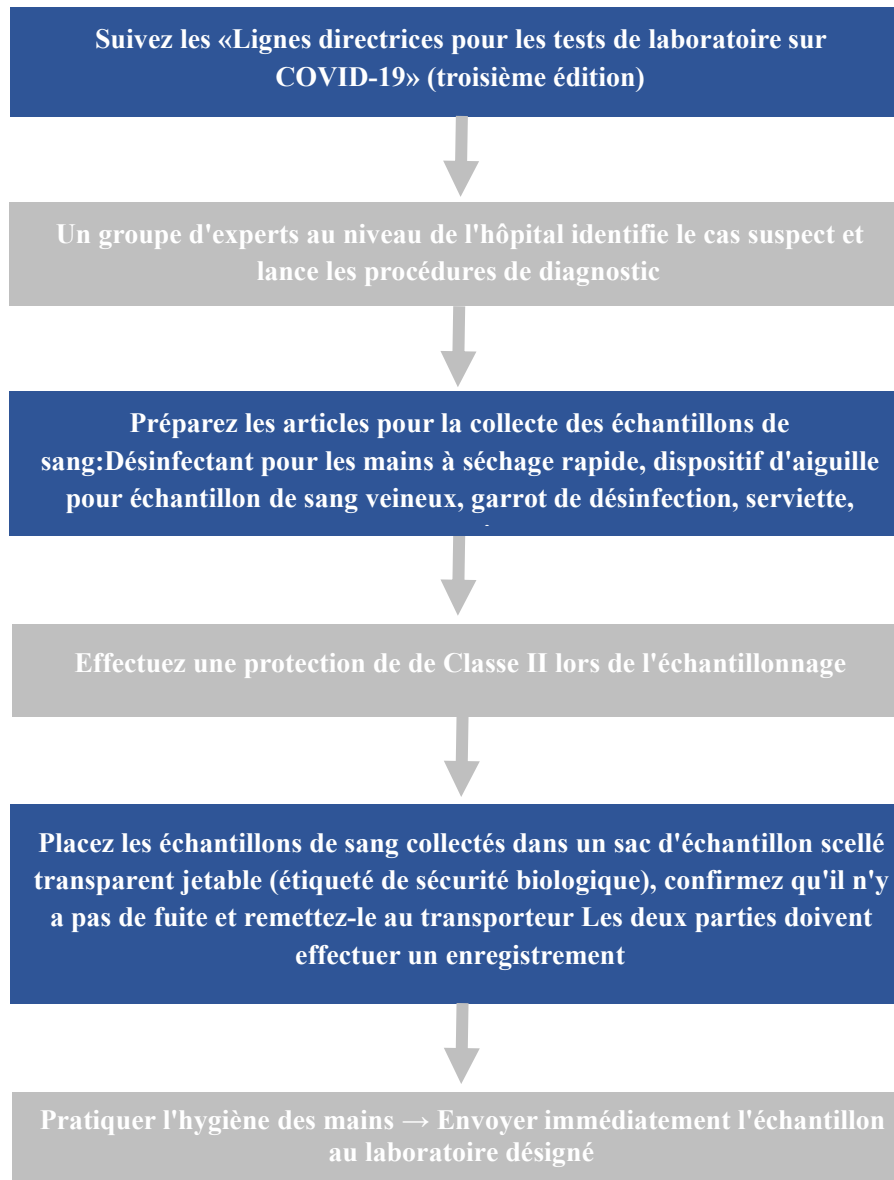 Suivez les «Lignes directrices pour les tests de laboratoire sur
COVID-19» (troisième édition)
Un groupe d'experts au niveau de l'hôpital identifie le cas suspect et
lance les procédures de diagnostic
Préparez les articles pour la collecte des échantillons de
sang:Désinfectant pour les mains à séchage rapide, dispositif d'aiguille
pour échantillon de sang veineux, garrot de désinfection, serviette,
Effectuez une protection de de Classe II lors de l'échantillonnage
Placez les échantillons de sang collectés dans un sac d'échantillon scellé
transparent jetable (étiqueté de sécurité biologique), confirmez qu'il n'y
a pas de fuite et remettez-le au transporteur Les deux parties doivent
effectuer un enregistrement
Pratiquer l'hygiène des mains → Envoyer immédiatement l'échantillon
au laboratoire désigné